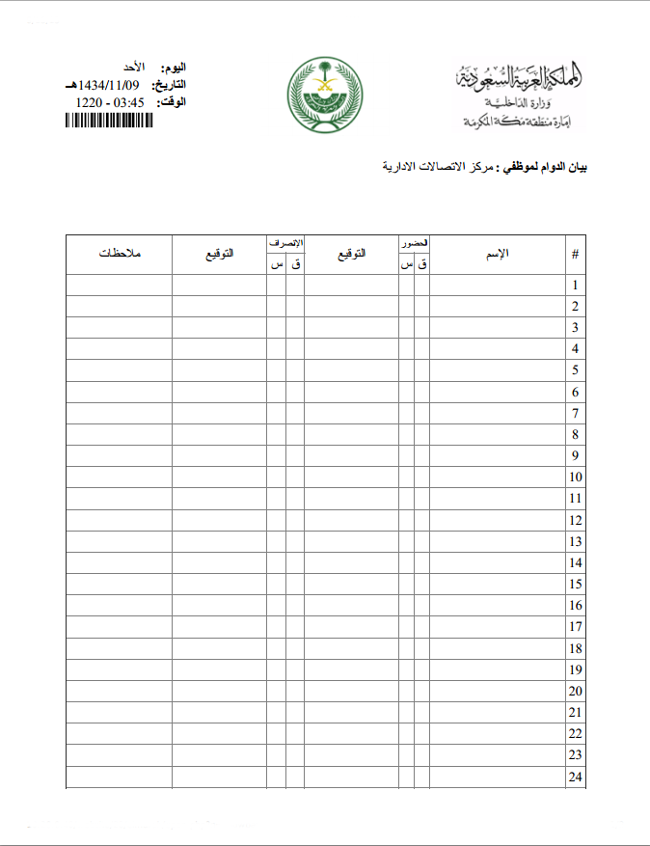 المملكة العربية السعودية
وزارة الداخلية
إمارة منطقة مكة المكرمة
اليوم: الأحد
التاريخ: 1434/11/09هـ
الوقت: 03:45 - 1220
بيان الدوام لموظفي : مركز الاتصالات الادارية
# الإسم الحضور التوقيع الإنصراف التوقيع ملاحظات
ق س ق س
1
2
3
4
5
6
7
8
9
10
11
12
13
14
15
16
17
18
19
20
21
22
23
24